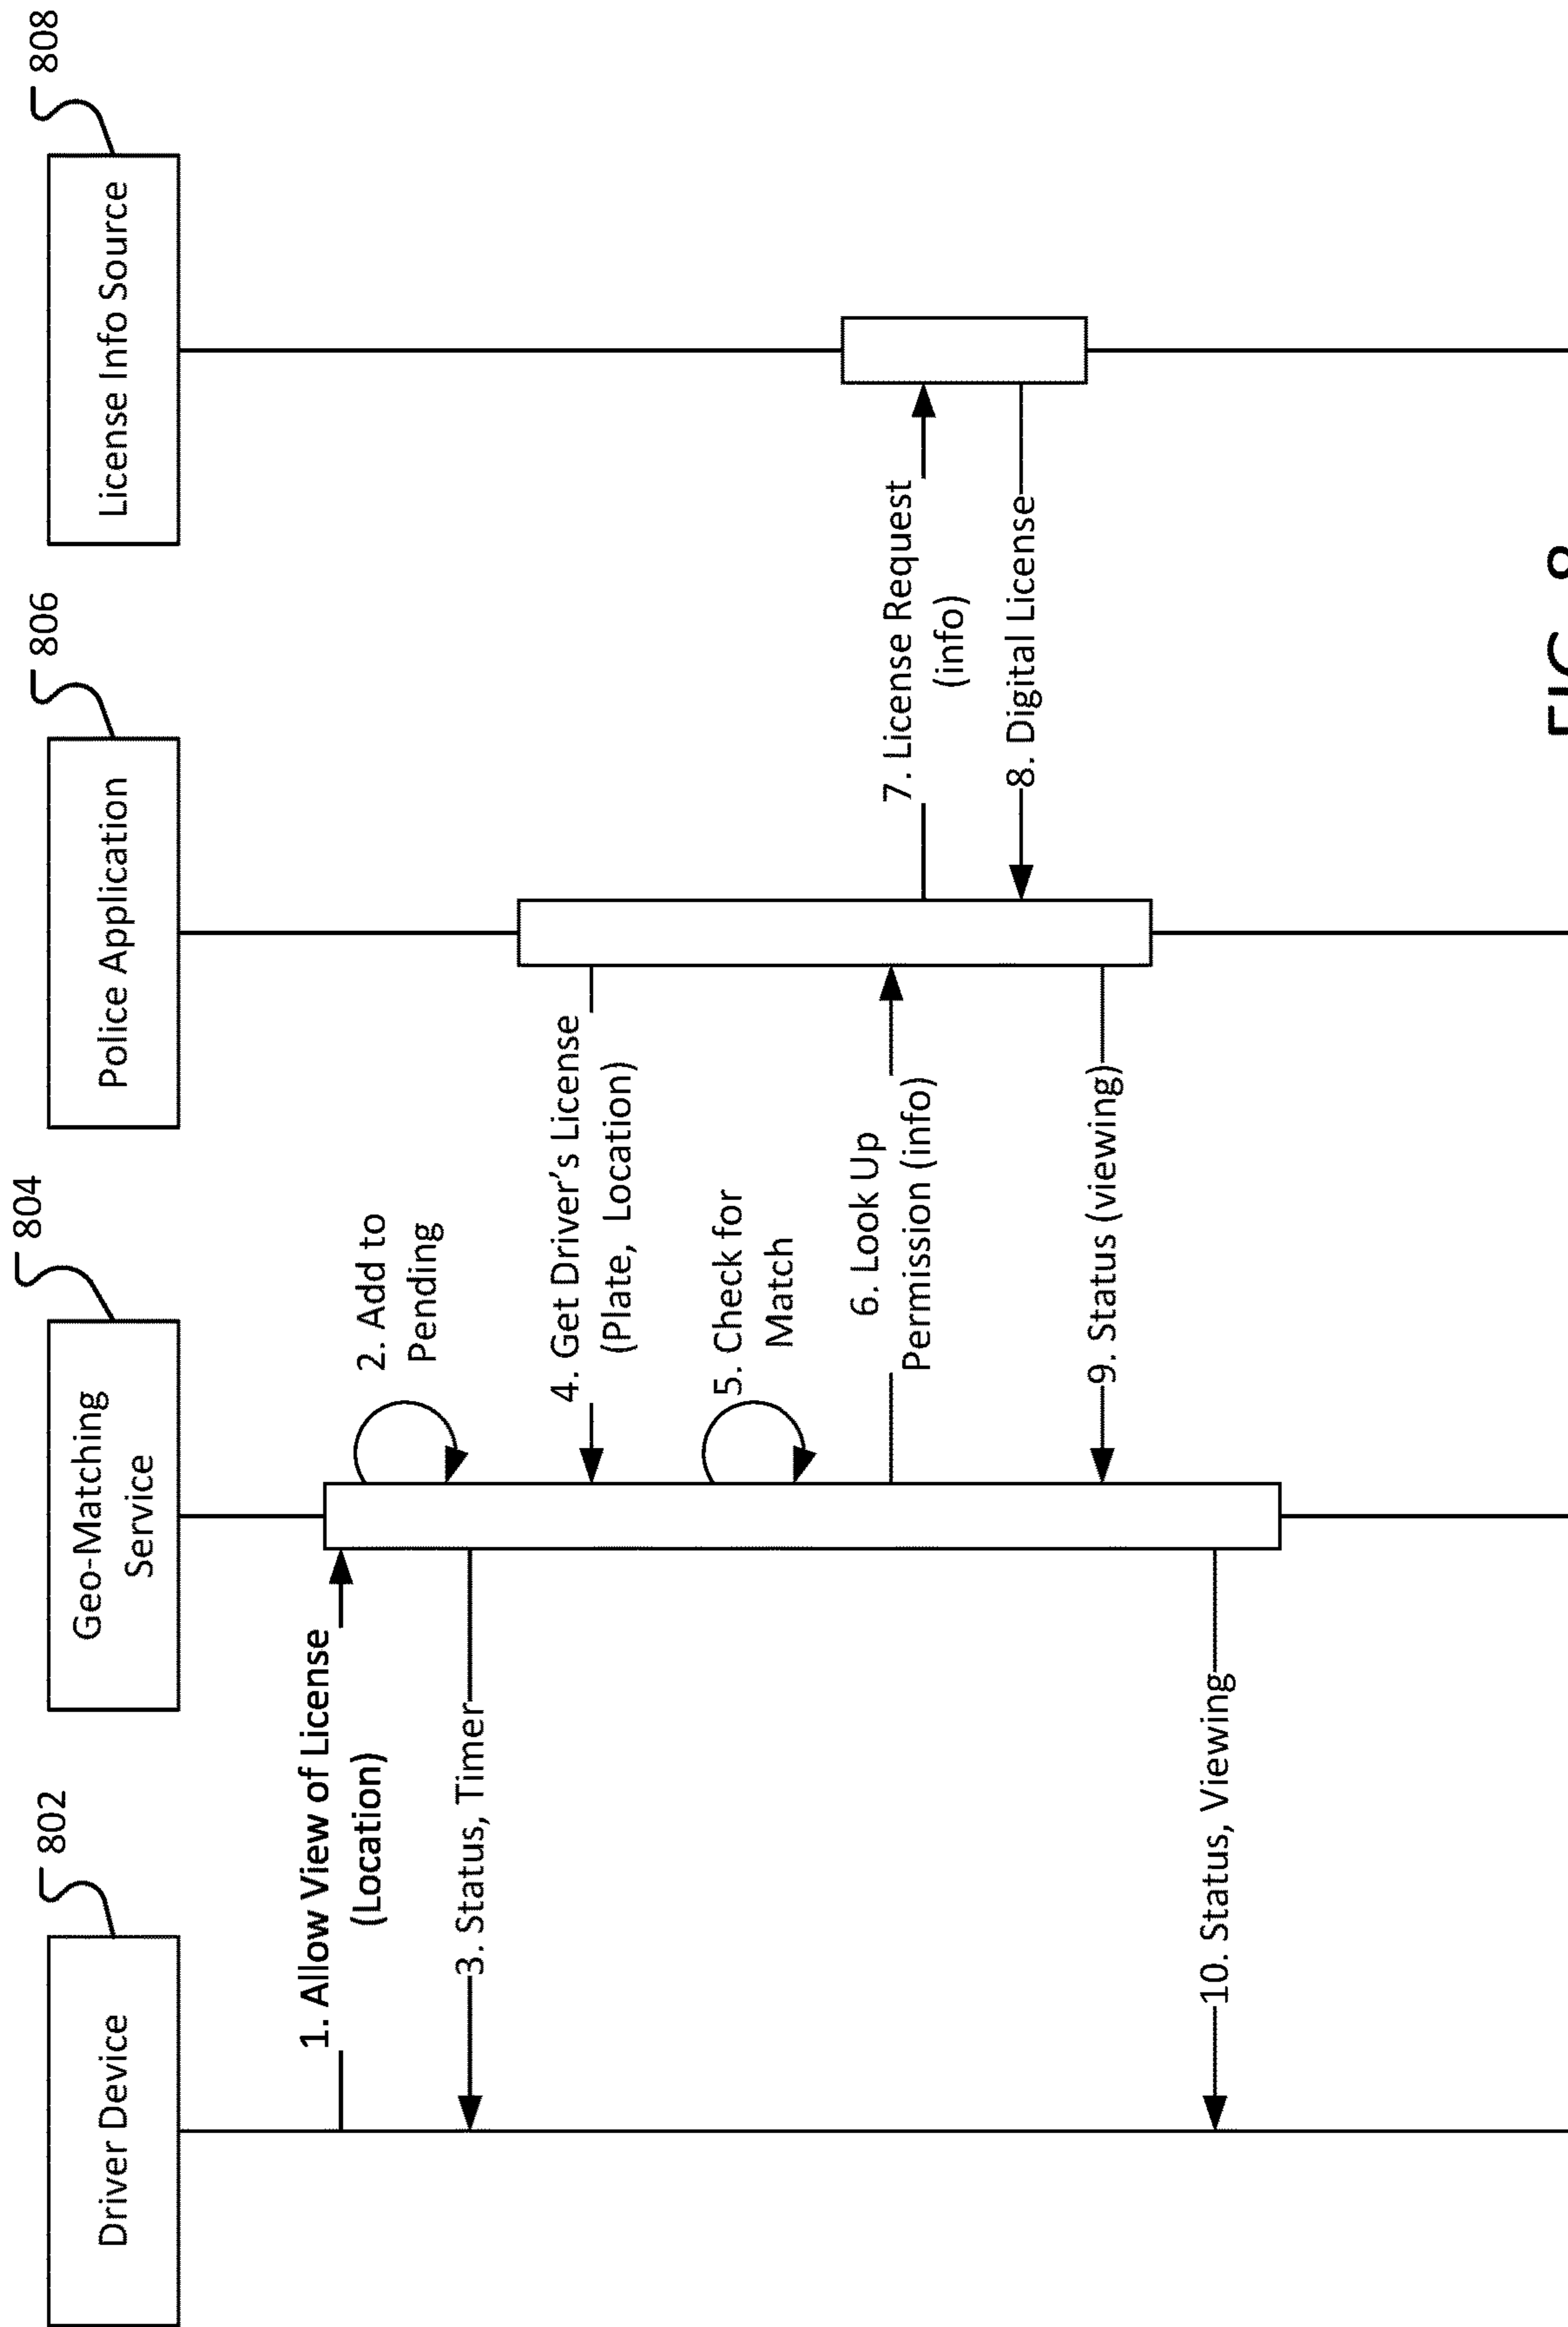 802
Driver Device
804
Geo-Matching
Service
806
Police Application
808
License Info Source
1. Allow View of License
(Location)
2. Add to
Pending
3. Status, Timer
4. Get Driver's License
(Plate, Location)
5. Check for
Match
6. Look Up
Permission (info)
7. License Request
(info)
8. Digital License
9. Status (viewing)
10. Status, Viewing
FIG. 8